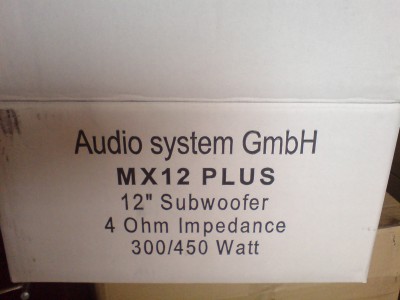 Audio system GmbH
MX12 PLUS
12" Subwoofer
4 Ohm Impedance
300/450 Watt